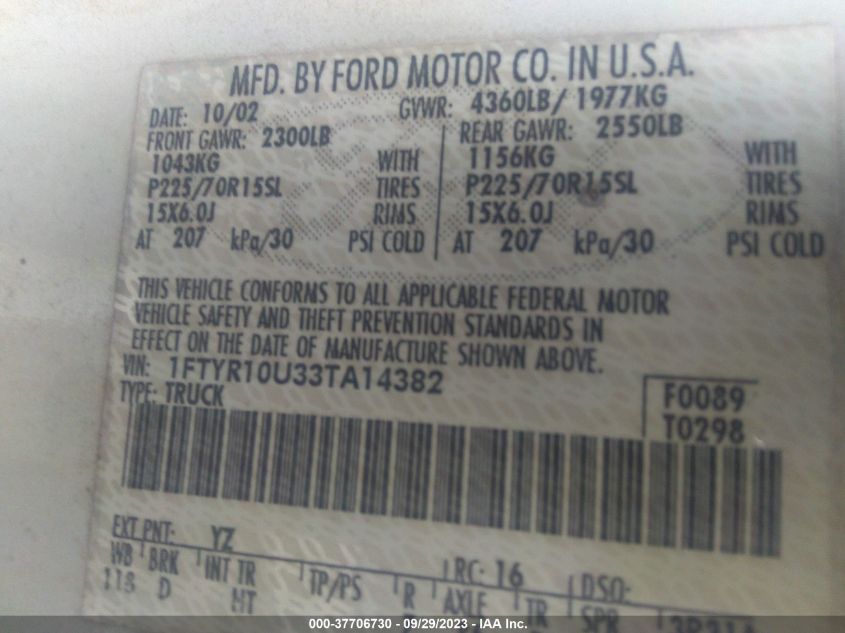 MFD. BY FORD MOTOR CO. IN U.S.A.
DATE: 10/02 GVWR: 4360LB/ 1977KG
FRONT GAWR: 2300LB REAR GAWR: 2550LB
1043KG WITH 1156KG WITH
P225/70R15SL TIRES P225/70R15SL TIRES
15X6.0J RIMS 15X6.0J RIMS
AT 207 kPa/30 PSI COLD AT 207 kPa/30 PSI COLD
THIS VEHICLE CONFORMS TO ALL APPLICABLE FEDERAL MOTOR
VEHICLE SAFETY AND THEFT PREVENTION STANDARDS IN
EFFECT ON THE DATE OF MANUFACTURE SHOWN ABOVE.
VIN: 1FTYR10U33TA14382
TYPE: TRUCK
F0089
T0298
EXT PNT: YZ RC: 16 DSO:
WB BRK INT TR TP/PS R AXLE TR SPR
118 D
000-37706730 - 09/29/2023 - IAA Inc.